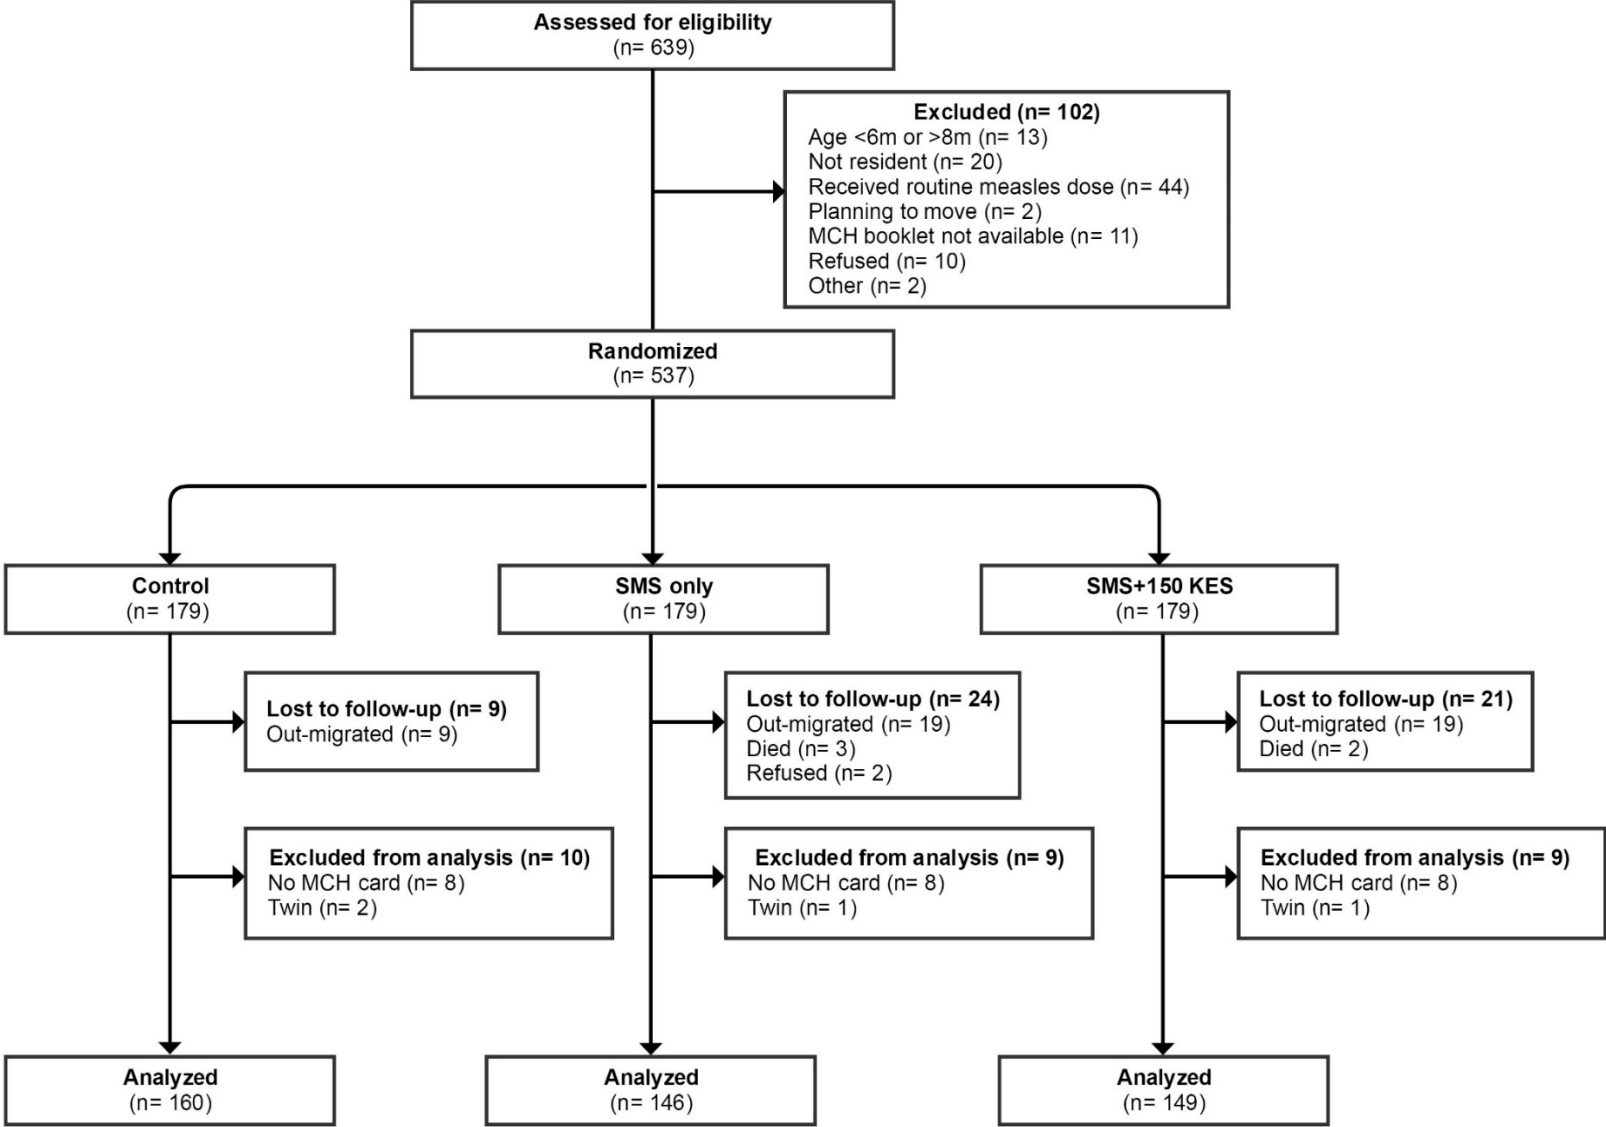 Assessed for eligibility
(n= 639)
Excluded (n= 102)
Age <6m or >8m (n= 13)
Not resident (n= 20)
Received routine measles dose (n= 44)
Planning to move (n= 2)
MCH booklet not available (n= 11)
Refused (n= 10)
Other (n= 2)
Randomized
(n= 537)
Control
(n= 179)
SMS only
(n= 179)
SMS+150 KES
(n= 179)
Lost to follow-up (n= 9)
Out-migrated (n= 9)
Lost to follow-up (n= 24)
Out-migrated (n= 19)
Died (n= 3)
Refused (n= 2)
Lost to follow-up (n= 21)
Out-migrated (n= 19)
Died (n= 2)
Excluded from analysis (n= 10)
No MCH card (n= 8)
Twin (n= 2)
Excluded from analysis (n= 9)
No MCH card (n= 8)
Twin (n= 1)
Excluded from analysis (n= 9)
No MCH card (n= 8)
Twin (n= 1)
Analyzed
(n= 160)
Analyzed
(n= 146)
Analyzed
(n= 149)